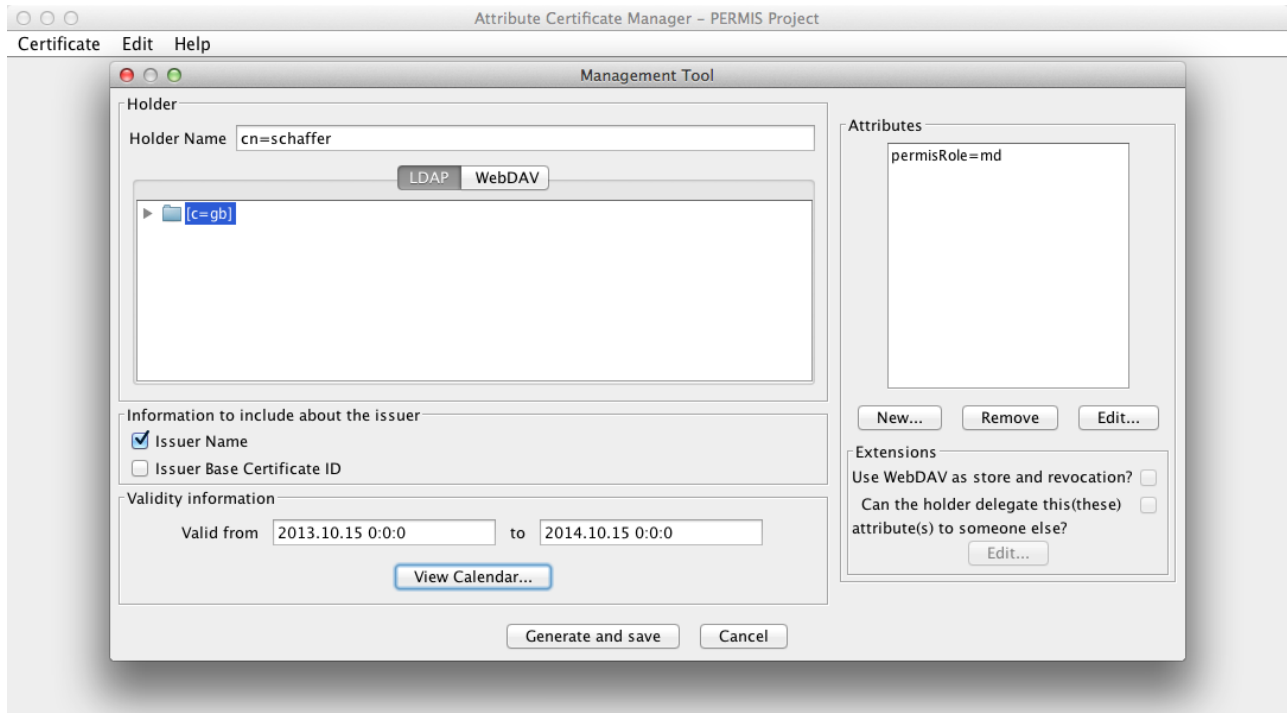 Attribute Certificate Manager – PERMIS Project
Certificate Edit Help
Management Tool
Holder
Holder Name cn=schaffer
LDAP WebDAV
[c=gb]
Information to include about the issuer
Issuer Name
Issuer Base Certificate ID
Validity information
Valid from 2013.10.15 0:0:0 to 2014.10.15 0:0:0
View Calendar...
Attributes
permisRole=md
New... Remove Edit...
Extensions
Use WebDAV as store and revocation?
Can the holder delegate this(these)
attribute(s) to someone else?
Edit...
Generate and save Cancel